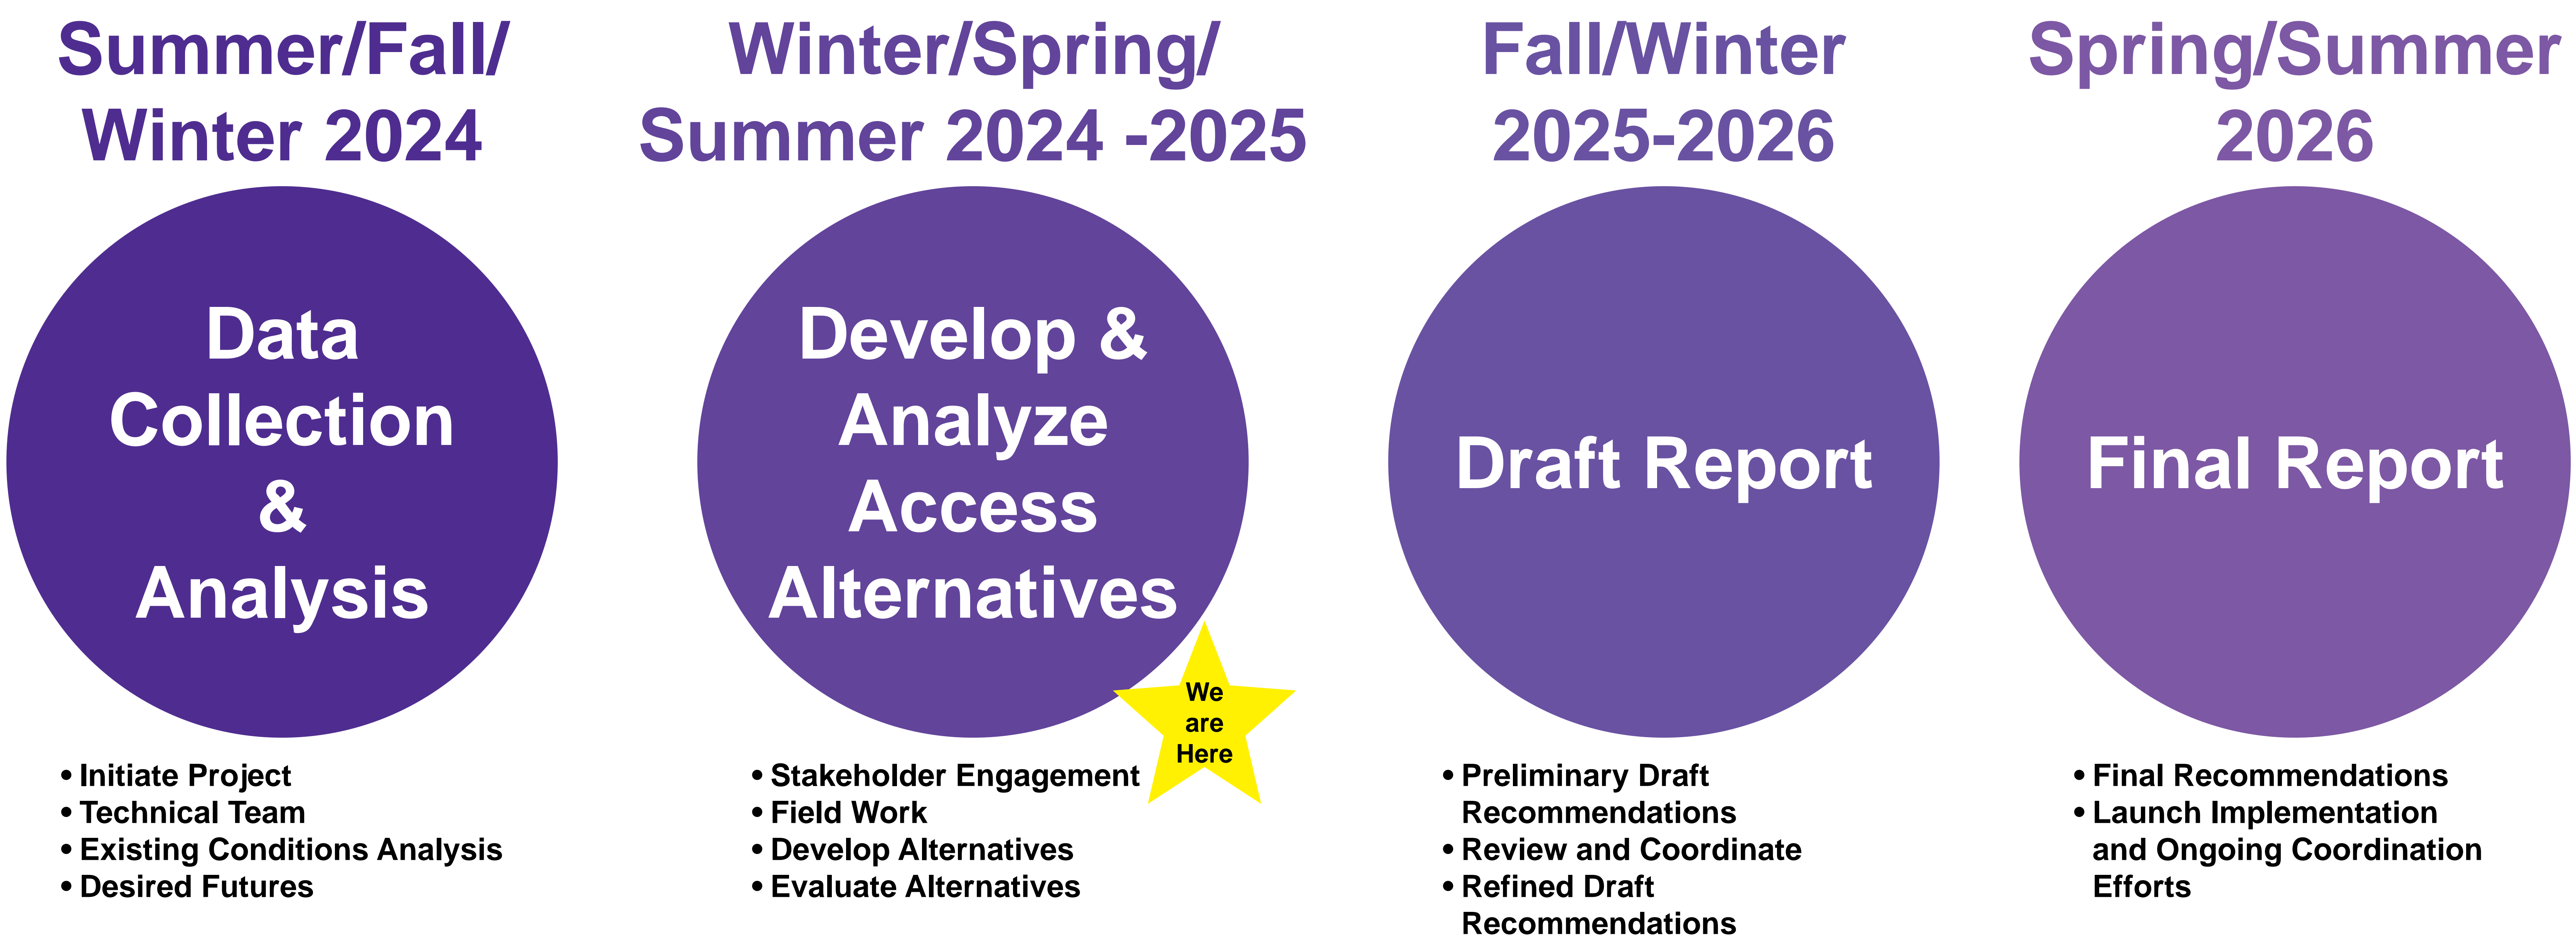 Summer/Fall/
Winter 2024
Data
Collection
&
Analysis
• Initiate Project
• Technical Team
• Existing Conditions Analysis
• Desired Futures
Winter/Spring/
Summer 2024 -2025
Develop &
Analyze
Access
Alternatives
We
are
Here
• Stakeholder Engagement
• Field Work
• Develop Alternatives
• Evaluate Alternatives
Fall/Winter
2025-2026
Draft Report
• Preliminary Draft
Recommendations
• Review and Coordinate
• Refined Draft
Recommendations
Spring/Summer
2026
Final Report
• Final Recommendations
• Launch Implementation
and Ongoing Coordination
Efforts